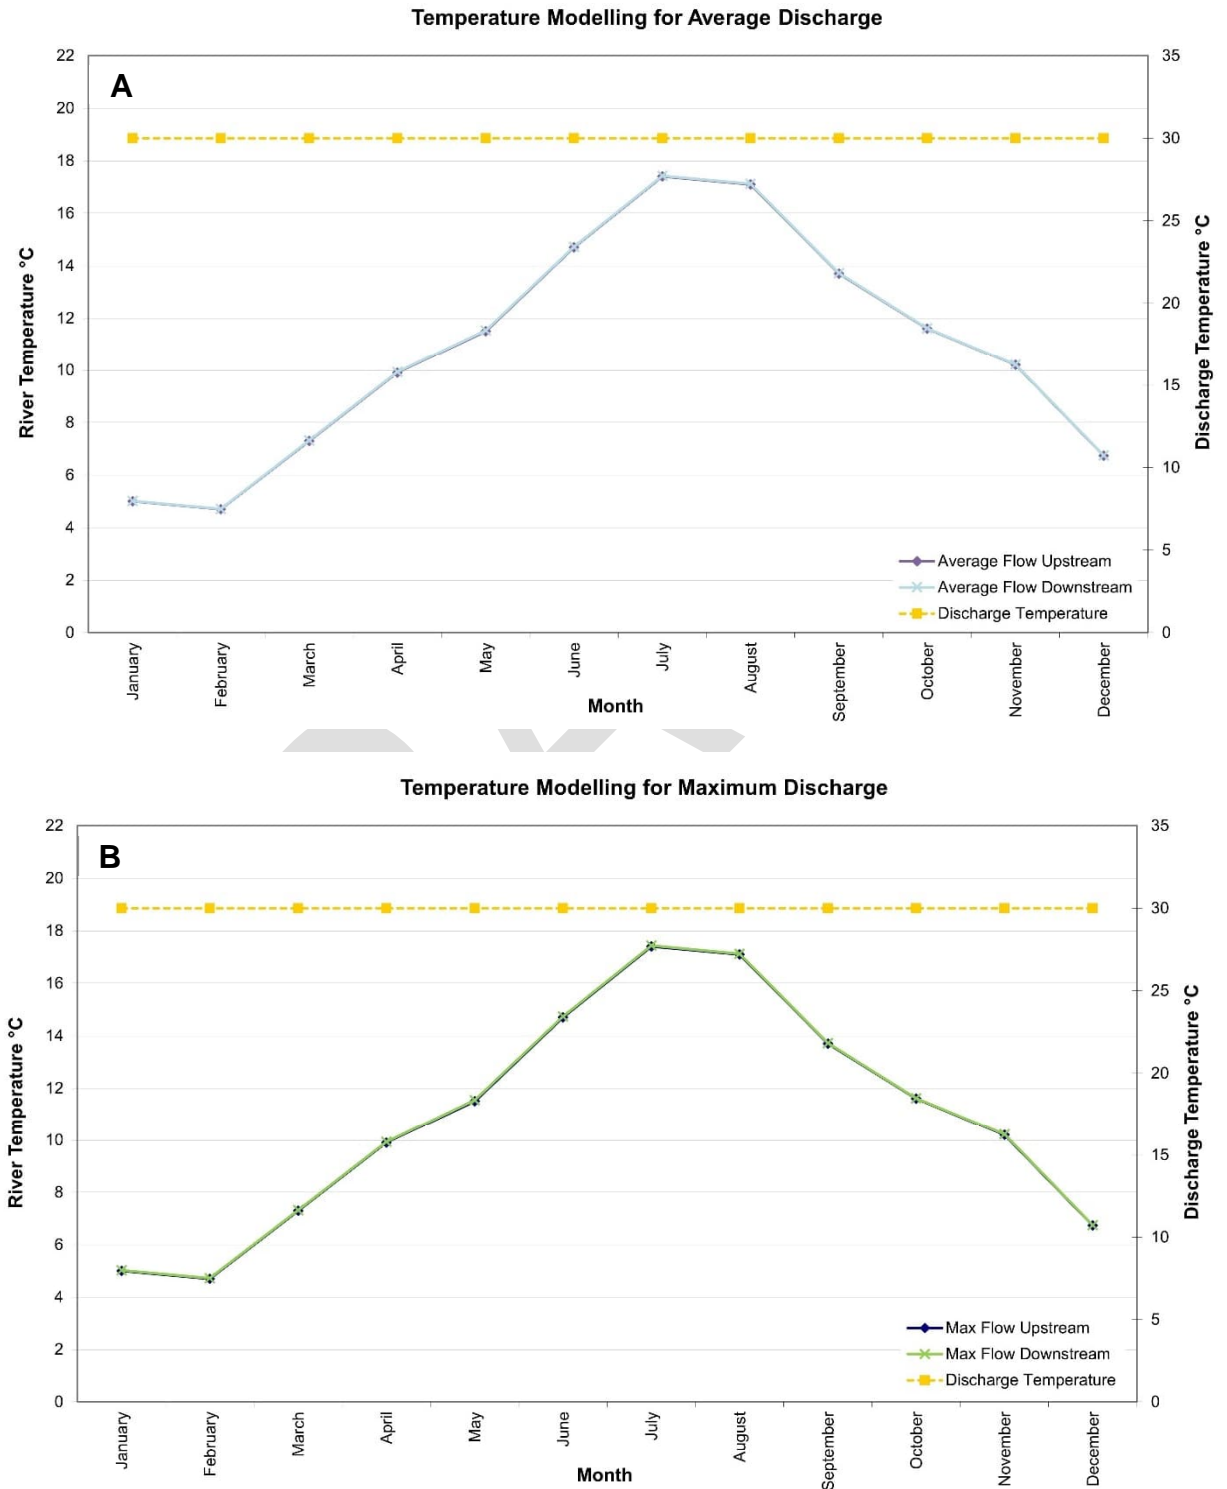 Temperature Modelling for Average Discharge
A
22
20
18
16
14
12
10
8
6
4
2
0
River Temperature °C
35
30
25
20
15
10
5
0
Discharge Temperature °C
Average Flow Upstream
Average Flow Downstream
Discharge Temperature
January
February
March
April
May
June
July
August
September
October
November
December
Month
Temperature Modelling for Maximum Discharge
B
22
20
18
16
14
12
10
8
6
4
2
0
River Temperature °C
35
30
25
20
15
10
5
0
Discharge Temperature °C
Max Flow Upstream
Max Flow Downstream
Discharge Temperature
January
February
March
April
May
June
July
August
September
October
November
December
Month